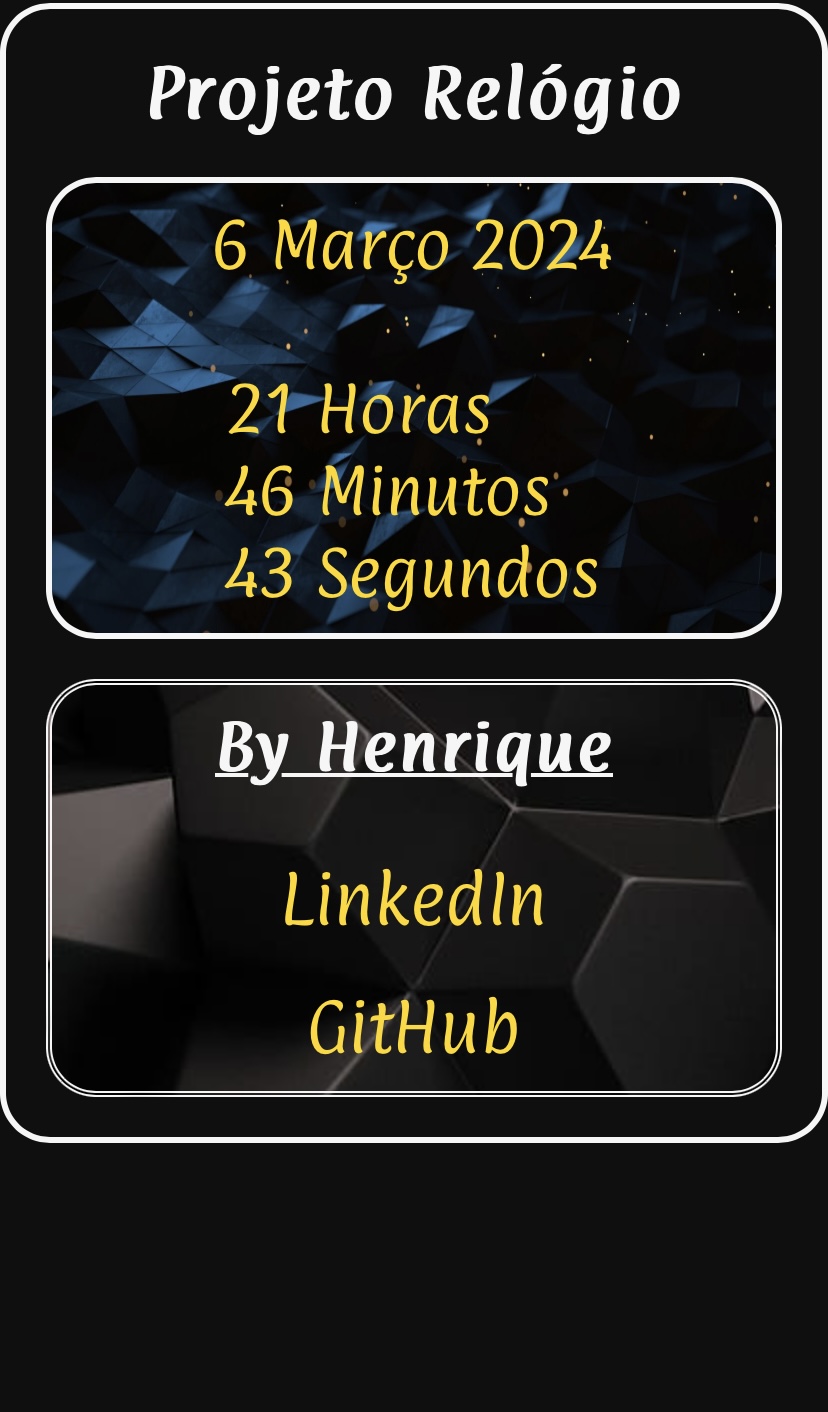 Projeto Relógio
6 Março 2024
21 Horas
46 Minutos
43 Segundos
By Henrique
LinkedIn
GitHub